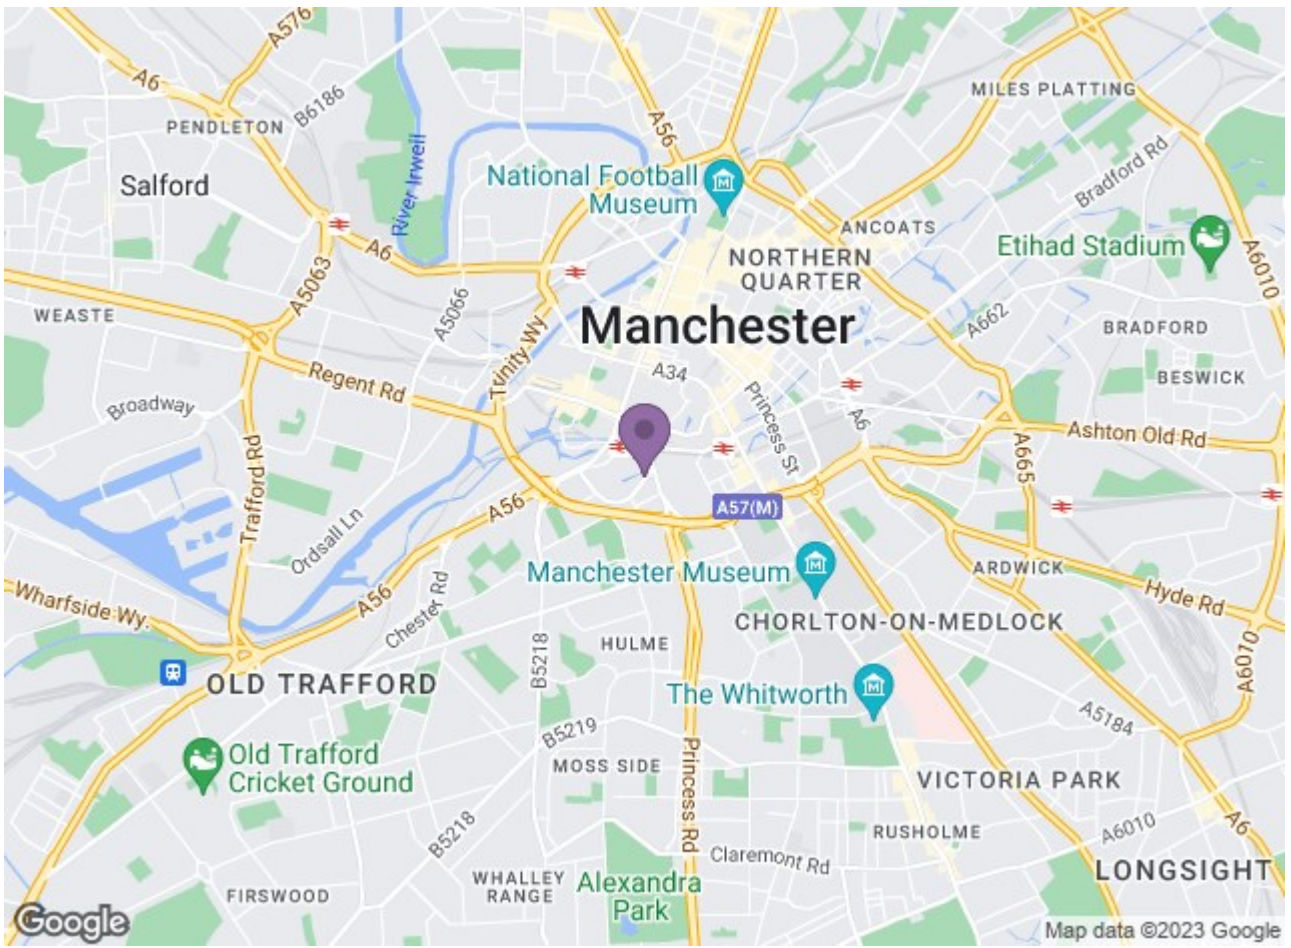 A576
A6
B6186
A56
MILES PLATTING
PENDLETON
River Irwell
Bradford Rd
National Football
Museum
Salford
ANCOATS
Etihad Stadium
A6
NORTHERN
QUARTER
A6010
A5063
A5066
WEASTE
Manchester
A662
BRADFORD
Trinity Wy
Regent Rd
A34
BESWICK
Broadway
Princess St
A6
Ashton Old Rd
Trafford Rd
A665
A56
A57(M)
Ordsall Ln
Manchester Museum
ARDWICK
Wharfside Wy.
A56
Chester Rd
Hyde Rd
CHORLTON-ON-MEDLOCK
HULME
B5218
A6010
OLD TRAFFORD
The Whitworth
A5184
B5219
Old Trafford
Cricket Ground
MOSS SIDE
Princess Rd
VICTORIA PARK
B5218
RUSHOLME
A6010
A6
Claremont Rd
LONGSIGHT
WHALLEY
RANGE
Alexandra
Park
FIRSWOOD
Google
Map data ©2023 Google